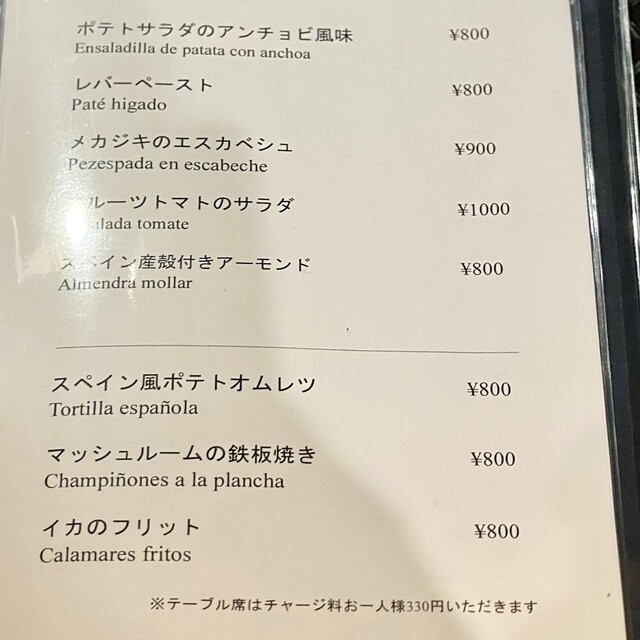 ポテトサラダのアンチョビ風味 ¥800
Ensaladilla de patata con anchoa
レバーペースト ¥800
Paté higado
メカジキのエスカベシュ ¥900
Pezespada en escabeche
ルーツトマトのサラダ ¥1000
alada tomate
スペイン産殻付きアーモンド ¥800
Almendra mollar
スペイン風ポテトオムレツ ¥800
Tortilla española
マッシュルームの鉄板焼き ¥800
Champiñones a la plancha
イカのフリット ¥800
Calamares fritos
※テーブル席はチャージ料お一人様330円いただきます